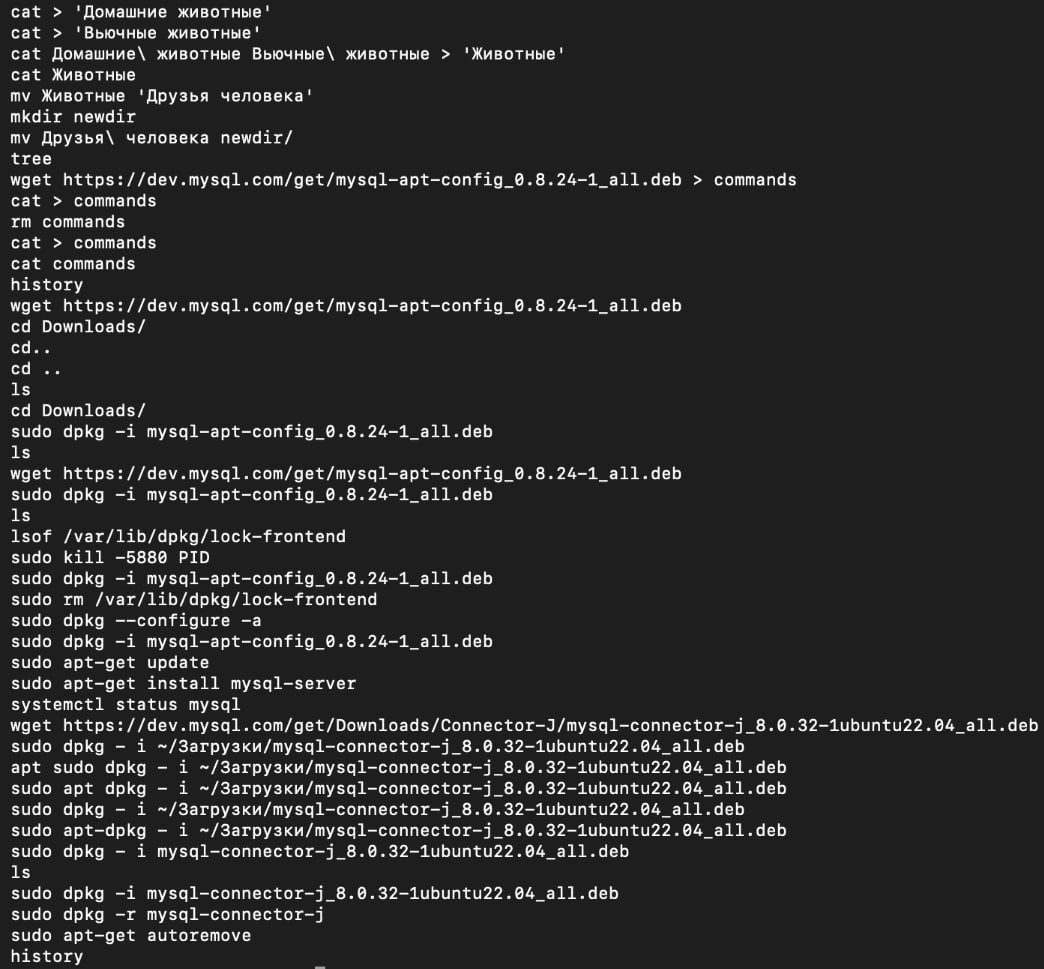 cat > 'Домашние животные'
cat > 'Вьючные животные'
cat Домашние\ животные Вьючные\ животные > 'Животные'
cat Животные
mv Животные 'Друзья человека'
mkdir newdir
mv Друзья\ человека newdir/
tree
wget https://dev.mysql.com/get/mysql-apt-config_0.8.24-1_all.deb > commands
cat > commands
rm commands
cat > commands
cat commands
history
wget https://dev.mysql.com/get/mysql-apt-config_0.8.24-1_all.deb
cd Downloads/
cd..
cd ..
ls
cd Downloads/
sudo dpkg -i mysql-apt-config_0.8.24-1_all.deb
ls
wget https://dev.mysql.com/get/mysql-apt-config_0.8.24-1_all.deb
sudo dpkg -i mysql-apt-config_0.8.24-1_all.deb
ls
lsof /var/lib/dpkg/lock-frontend
sudo kill -5880 PID
sudo dpkg -i mysql-apt-config_0.8.24-1_all.deb
sudo rm /var/lib/dpkg/lock-frontend
sudo dpkg --configure -a
sudo dpkg -i mysql-apt-config_0.8.24-1_all.deb
sudo apt-get update
sudo apt-get install mysql-server
systemctl status mysql
wget https://dev.mysql.com/get/Downloads/Connector-J/mysql-connector-j_8.0.32-1ubuntu22.04_all.deb
sudo dpkg - i ~/Загрузки/mysql-connector-j_8.0.32-1ubuntu22.04_all.deb
apt sudo dpkg - i ~/Загрузки/mysql-connector-j_8.0.32-1ubuntu22.04_all.deb
sudo apt dpkg - i ~/Загрузки/mysql-connector-j_8.0.32-1ubuntu22.04_all.deb
sudo dpkg - i ~/Загрузки/mysql-connector-j_8.0.32-1ubuntu22.04_all.deb
sudo apt-dpkg - i ~/Загрузки/mysql-connector-j_8.0.32-1ubuntu22.04_all.deb
sudo dpkg - i mysql-connector-j_8.0.32-1ubuntu22.04_all.deb
ls
sudo dpkg -i mysql-connector-j_8.0.32-1ubuntu22.04_all.deb
sudo dpkg -r mysql-connector-j
sudo apt-get autoremove
history